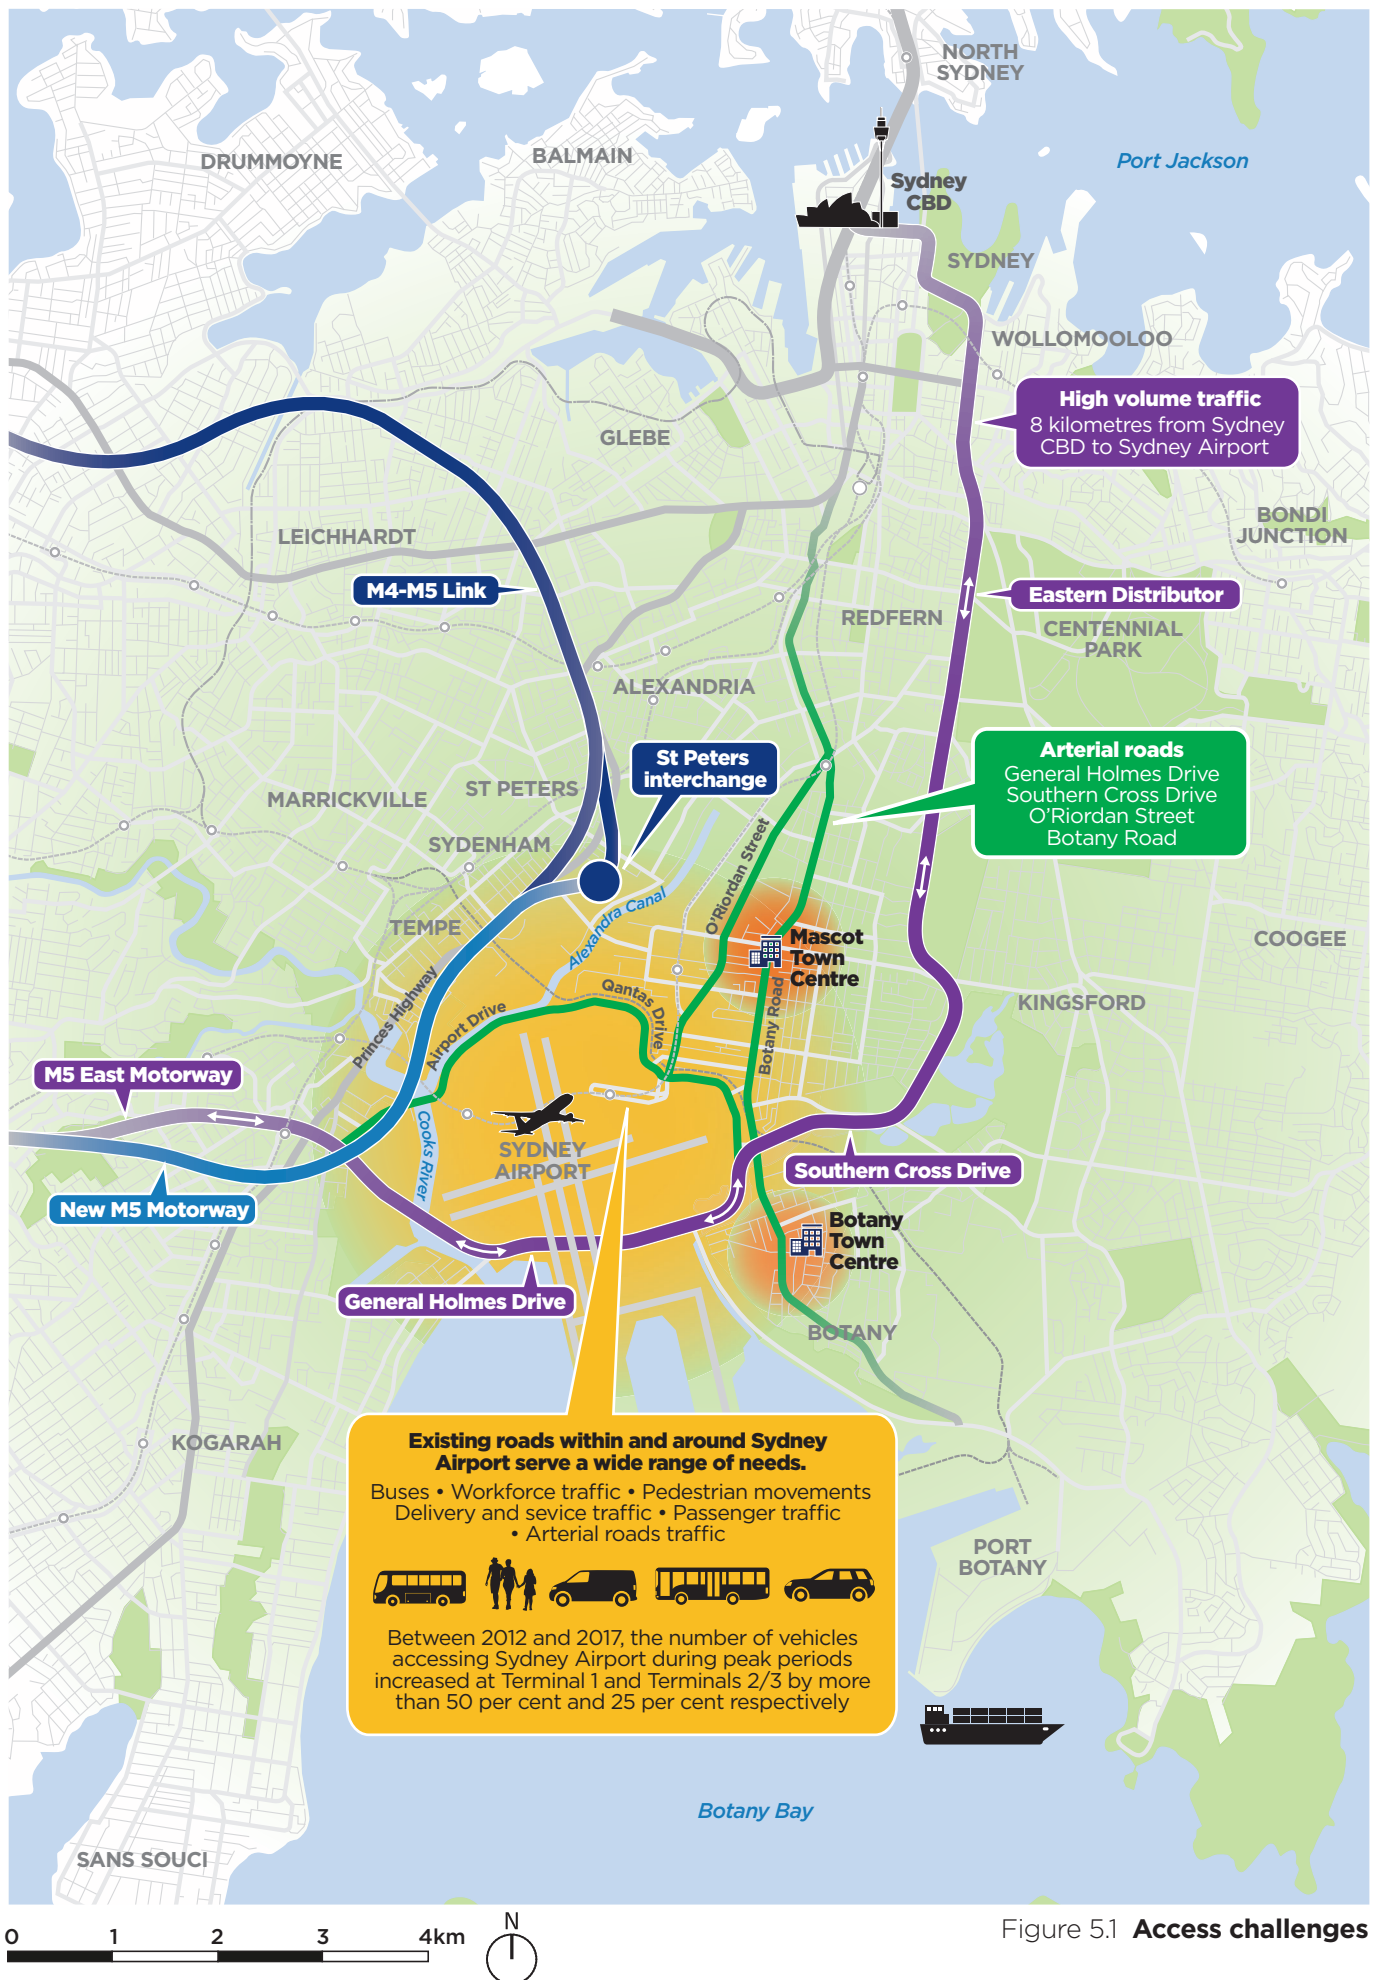 NORTH
SYDNEY
DRUMMOYNE
BALMAIN
Port Jackson
Sydney
CBD
SYDNEY
WOLLOMOOLOO
High volume traffic
8 kilometres from Sydney
CBD to Sydney Airport
GLEBE
BONDI
JUNCTION
LEICHHARDT
M4-M5 Link
Eastern Distributor
REDFERN
CENTENNIAL
PARK
ALEXANDRIA
Arterial roads
General Holmes Drive
Southern Cross Drive
O'Riordan Street
Botany Road
St Peters
interchange
ST PETERS
MARRICKVILLE
SYDENHAM
O'Riordan Street
Alexandra Canal
TEMPE
Mascot
Town
Centre
COOGEE
KINGSFORD
Princes Highway
Airport Drive
Qantas Drive
Botany Road
M5 East Motorway
Cooks River
SYDNEY
AIRPORT
Southern Cross Drive
New M5 Motorway
Botany
Town
Centre
General Holmes Drive
BOTANY
KOGARAH
Existing roads within and around Sydney
Airport serve a wide range of needs.
Buses • Workforce traffic • Pedestrian movements
Delivery and sevice traffic • Passenger traffic
• Arterial roads traffic
Between 2012 and 2017, the number of vehicles
accessing Sydney Airport during peak periods
increased at Terminal 1 and Terminals 2/3 by more
than 50 per cent and 25 per cent respectively
PORT
BOTANY
Botany Bay
SANS SOUCI
0 1 2 3 4km
N
Figure 5.1 Access challenges